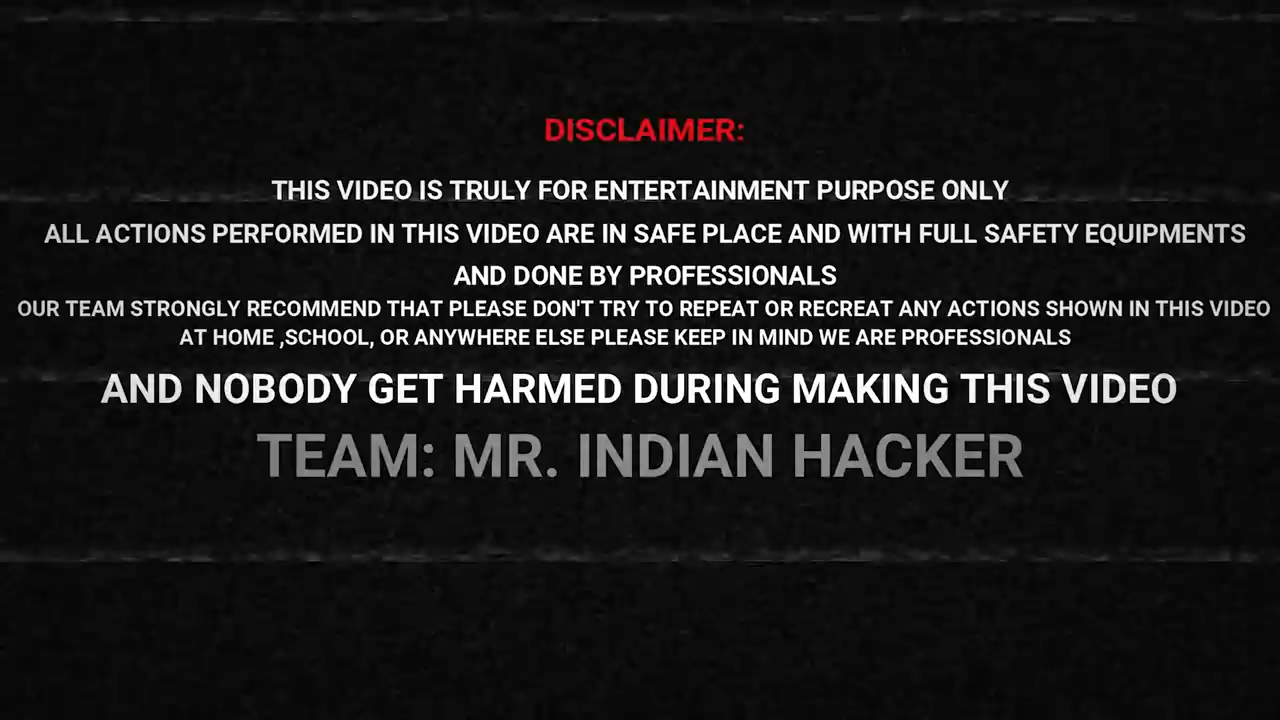 DISCLAIMER:
THIS VIDEO IS TRULY FOR ENTERTAINMENT PURPOSE ONLY
ALL ACTIONS PERFORMED IN THIS VIDEO ARE IN SAFE PLACE AND WITH FULL SAFETY EQUIPMENTS
AND DONE BY PROFESSIONALS
OUR TEAM STRONGLY RECOMMEND THAT PLEASE DON'T TRY TO REPEAT OR RECREAT ANY ACTIONS SHOWN IN THIS VIDEO
AT HOME ,SCHOOL, OR ANYWHERE ELSE PLEASE KEEP IN MIND WE ARE PROFESSIONALS
AND NOBODY GET HARMED DURING MAKING THIS VIDEO
TEAM: MR. INDIAN HACKER